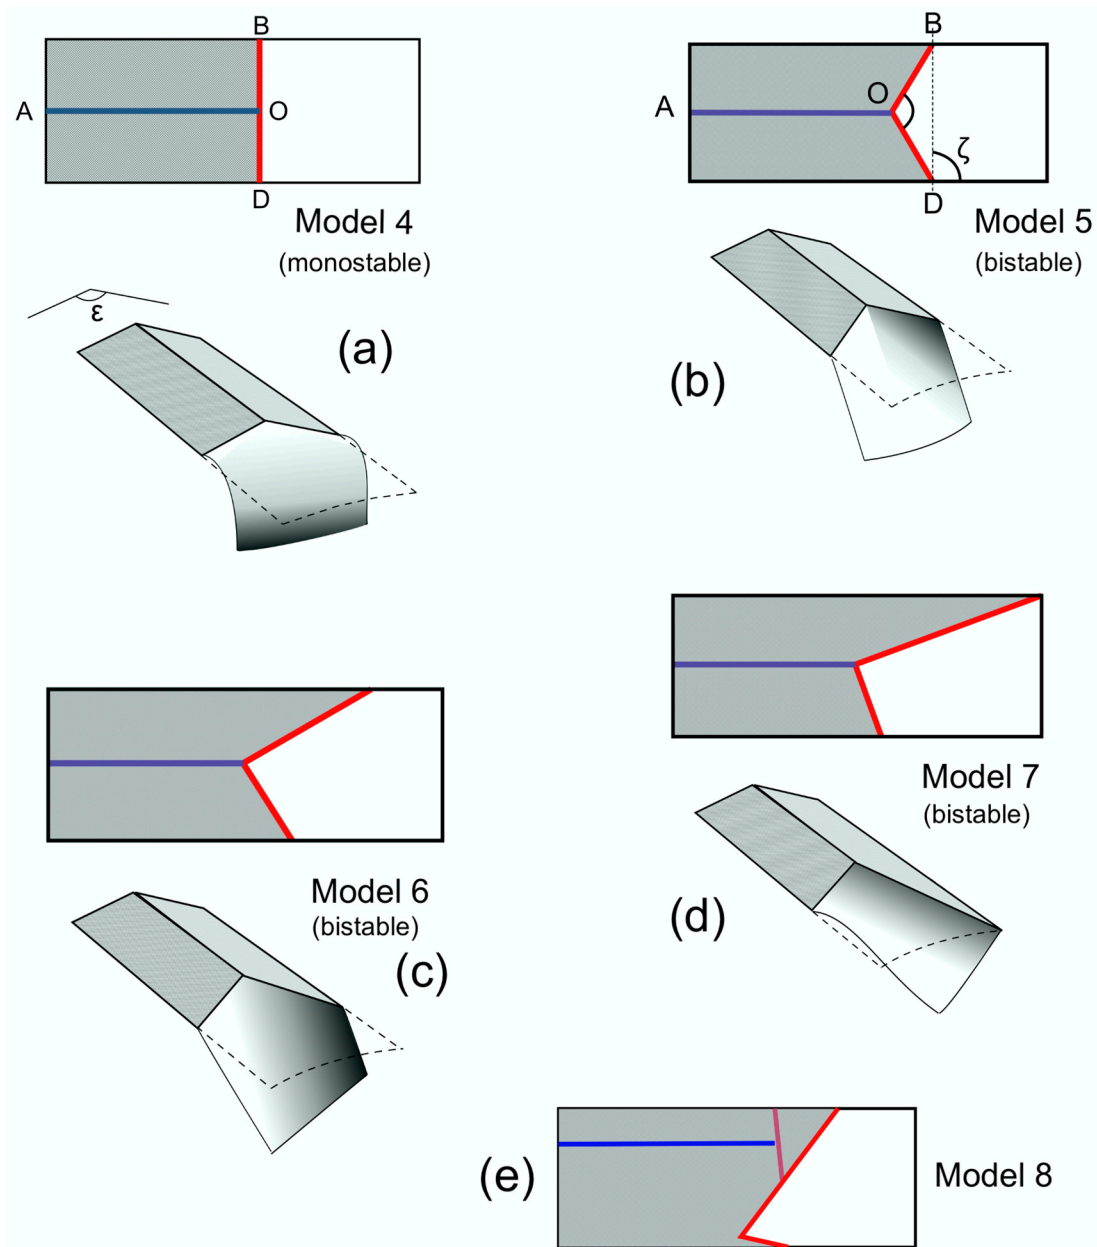 B
A
O
D
Model 4
(monostable)
ε
(a)
B
O
A
ζ
D
Model 5
(bistable)
(b)
Model 6
(bistable)
(c)
Model 7
(bistable)
(d)
(e)
Model 8